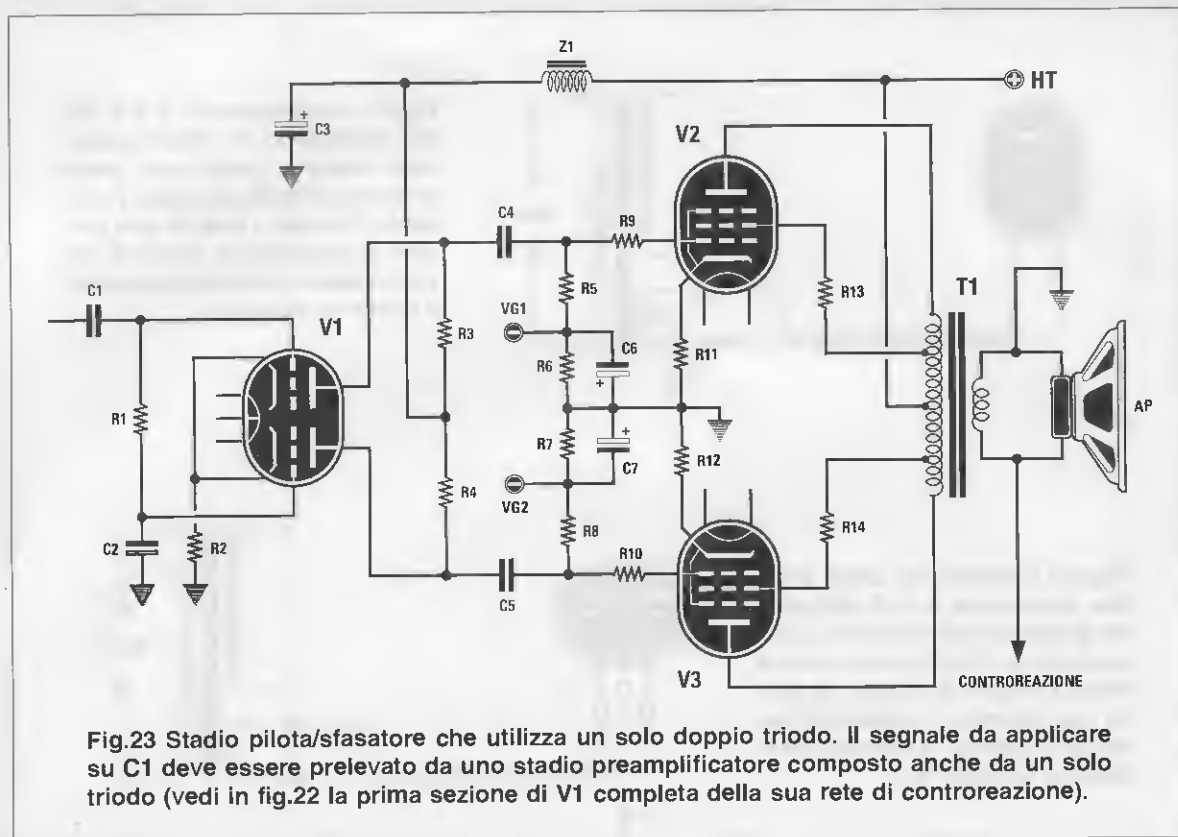 Z1
HT
C3
V2
C4
R9
C1
R5
R13
T1
V1
VG1
R3
C6
R6
R11
R1
AP
R7
C7
R12
R4
VG2
R14
C2
R2
R8
R10
C5
V3
CONTROREAZIONE
Fig.23 Stadio pilota/sfasatore che utilizza un solo doppio triodo. Il segnale da applicare
su C1 deve essere prelevato da uno stadio preamplificatore composto anche da un solo
triodo (vedi in fig.22 la prima sezione di V1 completa della sua rete di controreazione).